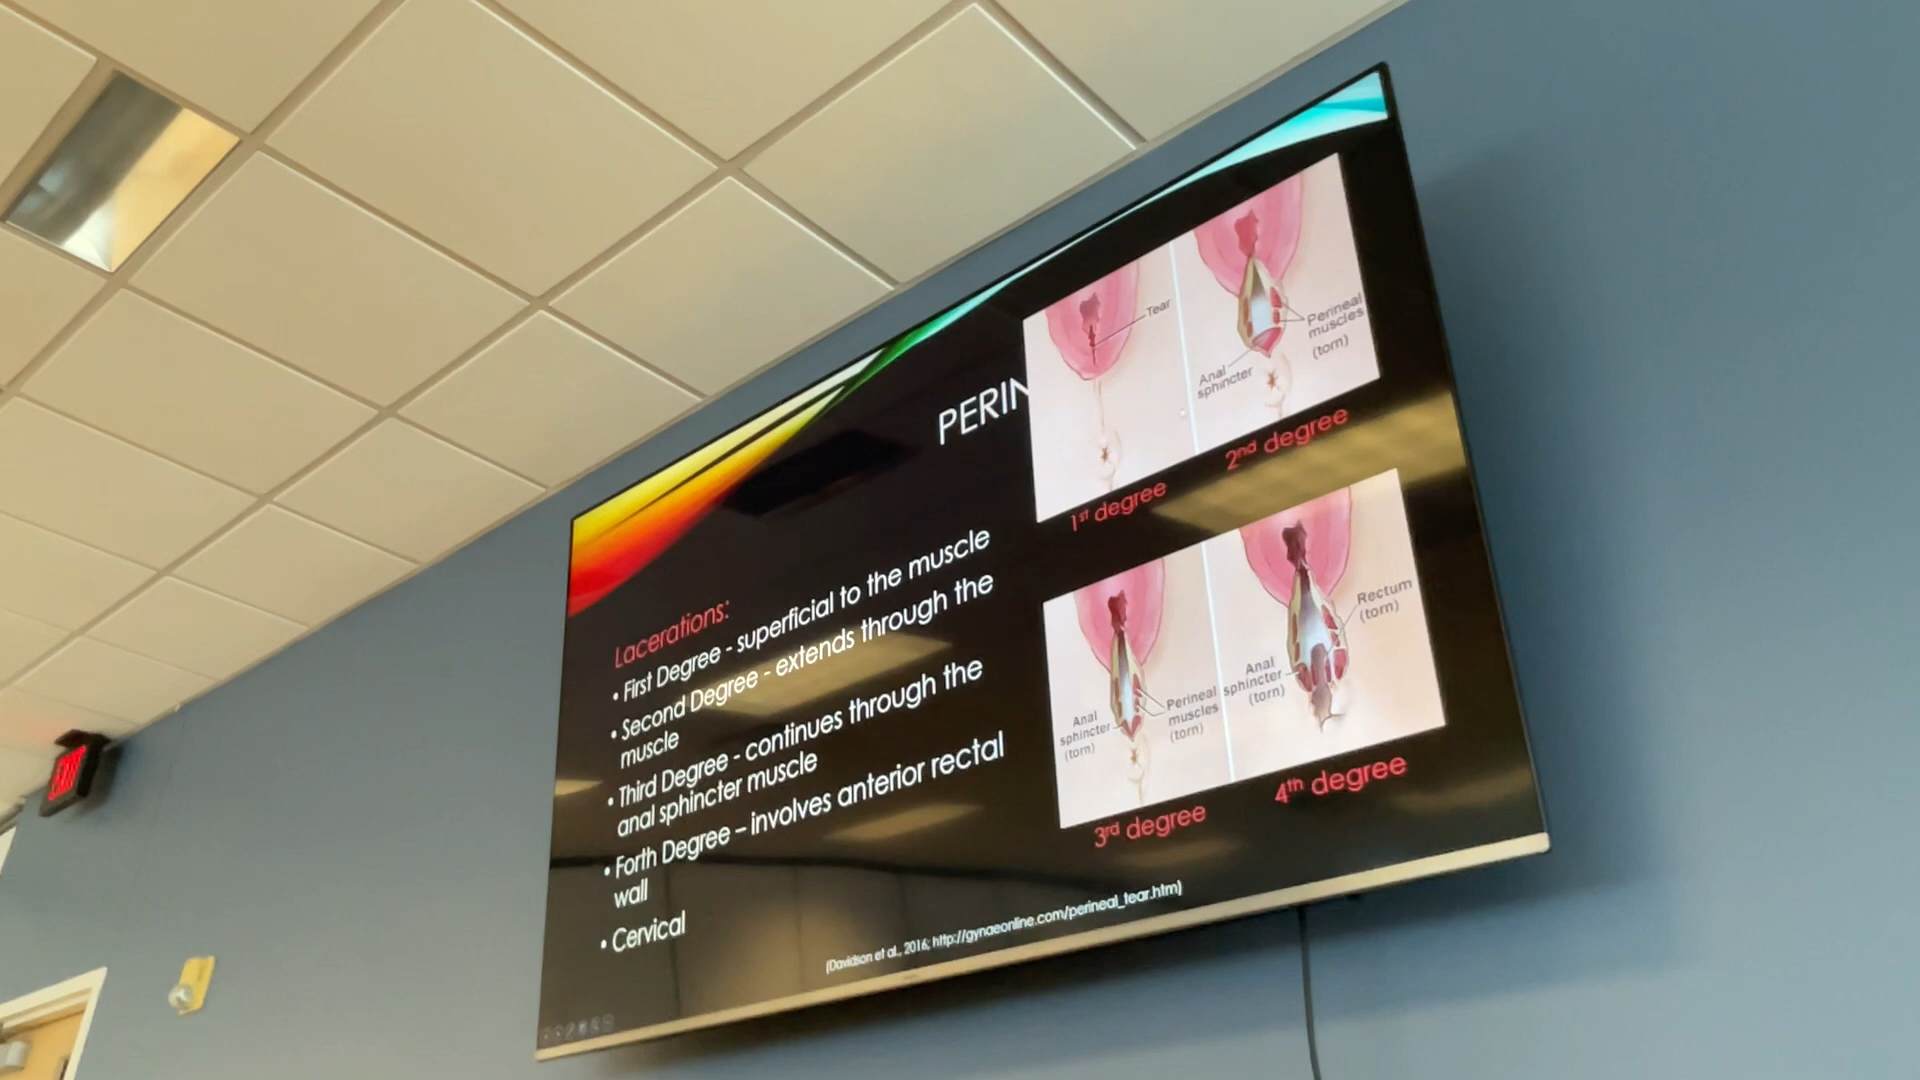 PERIN
Lacerations:
• First Degree - superficial to the muscle
• Second Degree - extends through the
muscle
• Third Degree - continues through the
anal sphincter muscle
• Forth Degree – involves anterior rectal
wall
• Cervical
Tear
Perineal
muscles
(torn)
Anal
sphincter
1st degree
2nd degree
Anal
sphincter
(torn)
Perineal
muscles
(torn)
Anal
sphincter
(torn)
Rectum
(torn)
3rd degree
4th degree
(Davidson et al., 2016; http://gynaeonline.com/perineal_tear.htm)
EXIT